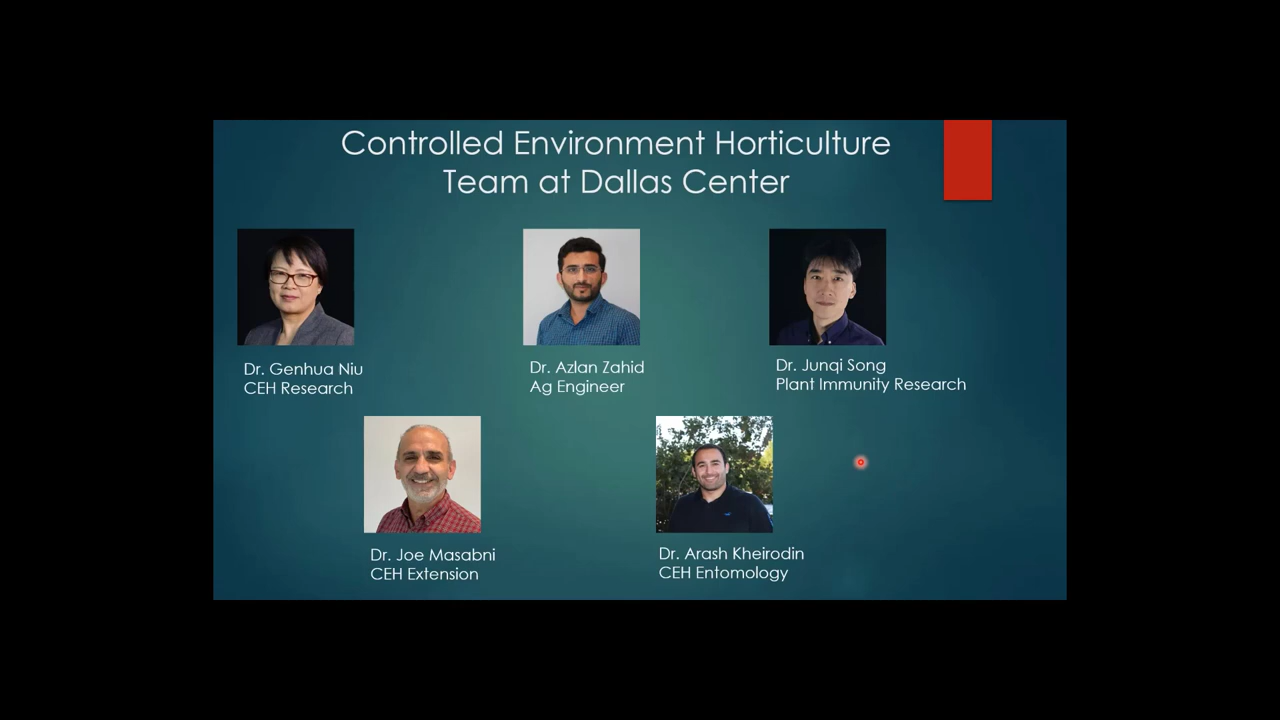 Controlled Environment Horticulture
Team at Dallas Center
Dr. Genhua Niu
CEH Research
Dr. Azlan Zahid
Ag Engineer
Dr. Junqi Song
Plant Immunity Research
Dr. Joe Masabni
CEH Extension
Dr. Arash Kheirodin
CEH Entomology